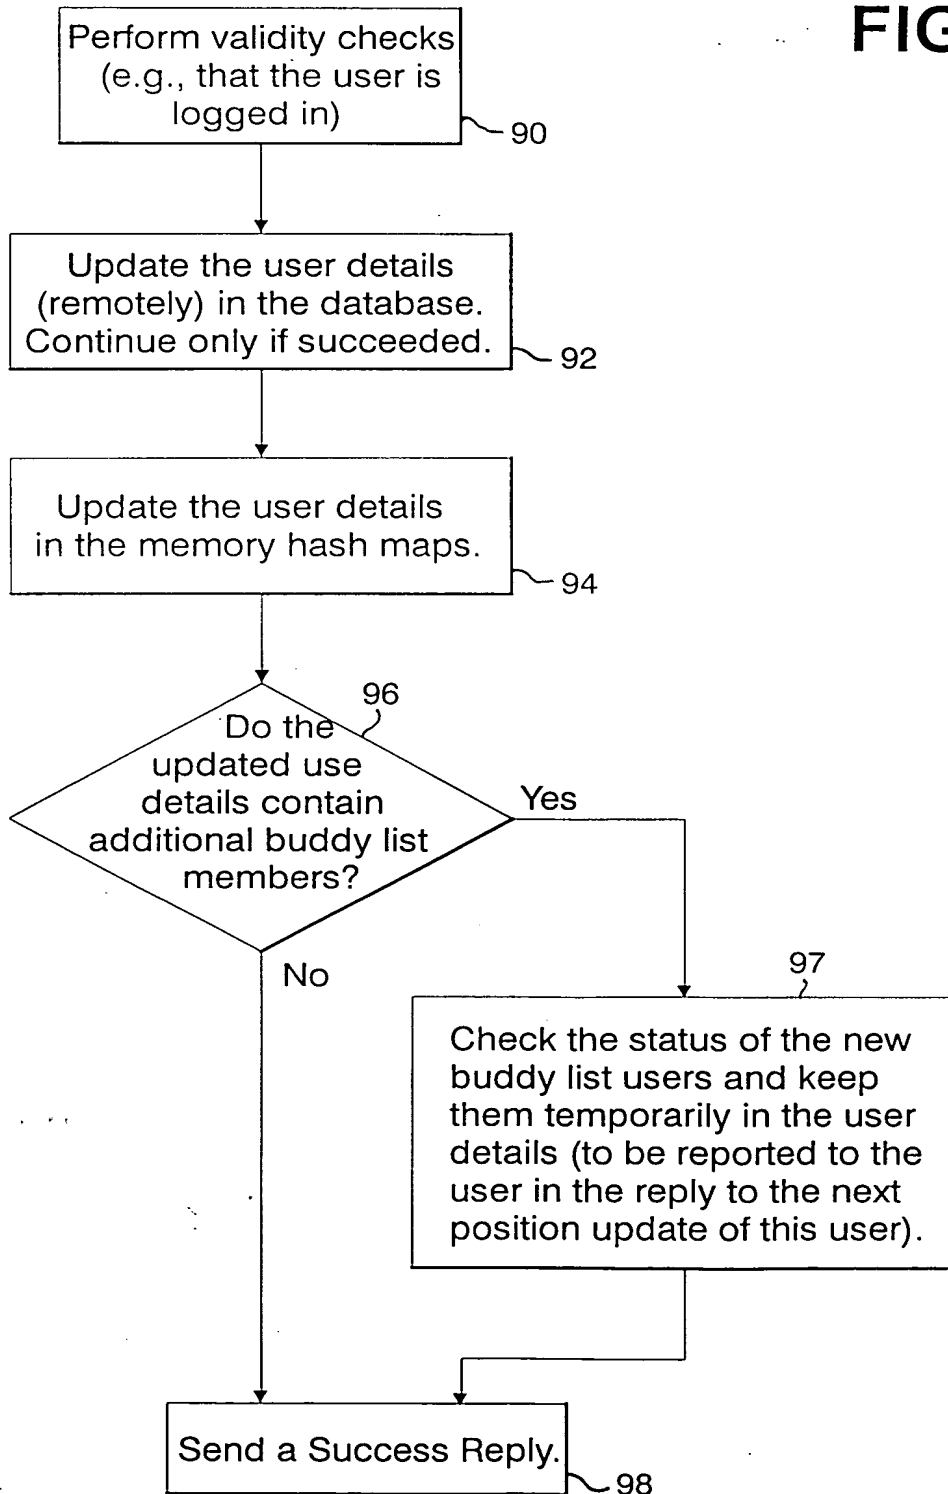 FIG
Perform validity checks
(e.g., that the user is
logged in)
90
Update the user details
(remotely) in the database.
Continue only if succeeded.
92
Update the user details
in the memory hash maps.
94
96
Do the
updated use
details contain
additional buddy list
members?
Yes
No
97
Check the status of the new
buddy list users and keep
them temporarily in the user
details (to be reported to the
user in the reply to the next
position update of this user).
Send a Success Reply.
98